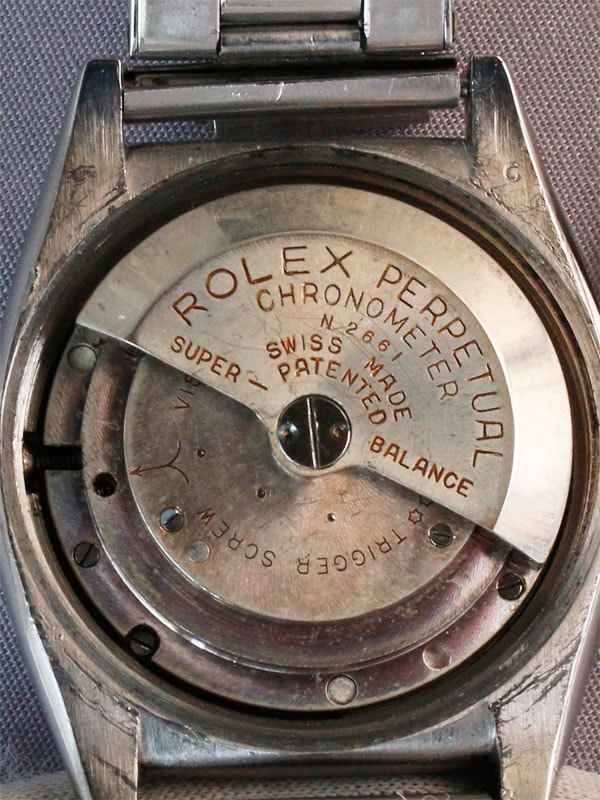 ROLEX PERPETUAL
CHRONOMETER
N 2661
SWISS MADE
PATENTED
SUPER – BALANCE
TRIGGER SCREW
G